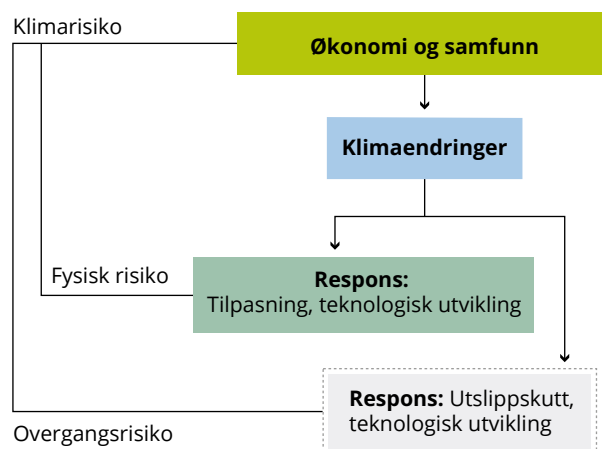 Klimarisiko
Økonomi og samfunn
Klimaendringer
Fysisk risiko
Respons:
Tilpasning, teknologisk utvikling
Respons: Utslippskutt,
teknologisk utvikling
Overgangsrisiko